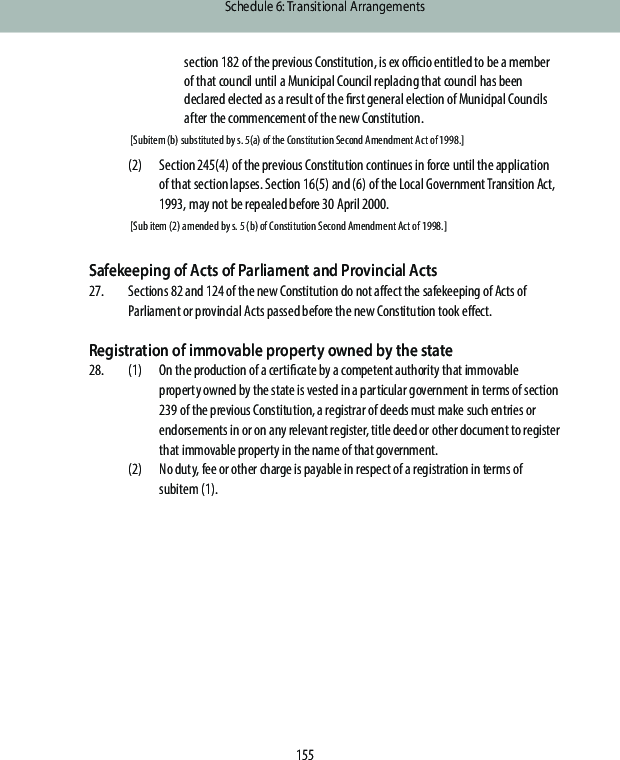 Schedule 6: Transitional Arrangements
section 182 of the previous Constitution, is ex officio entitled to be a member
of that council until a Municipal Council replacing that council has been
declared elected as a result of the first general election of Municipal Councils
after the commencement of the new Constitution.
[Subitem (b) substituted by s. 5(a) of the Constitution Second Amendment Act of 1998.]
(2) Section 245(4) of the previous Constitution continues in force until the application
of that section lapses. Section 16(5) and (6) of the Local Government Transition Act,
1993, may not be repealed before 30 April 2000.
[Sub item (2) amended by s. 5 (b) of Constitution Second Amendment Act of 1998.]
Safekeeping of Acts of Parliament and Provincial Acts
27. Sections 82 and 124 of the new Constitution do not affect the safekeeping of Acts of
Parliament or provincial Acts passed before the new Constitution took effect.
Registration of immovable property owned by the state
28. (1) On the production of a certificate by a competent authority that immovable
property owned by the state is vested in a particular government in terms of section
239 of the previous Constitution, a registrar of deeds must make such entries or
endorsements in or on any relevant register, title deed or other document to register
that immovable property in the name of that government.
(2) No duty, fee or other charge is payable in respect of a registration in terms of
subitem (1).
155